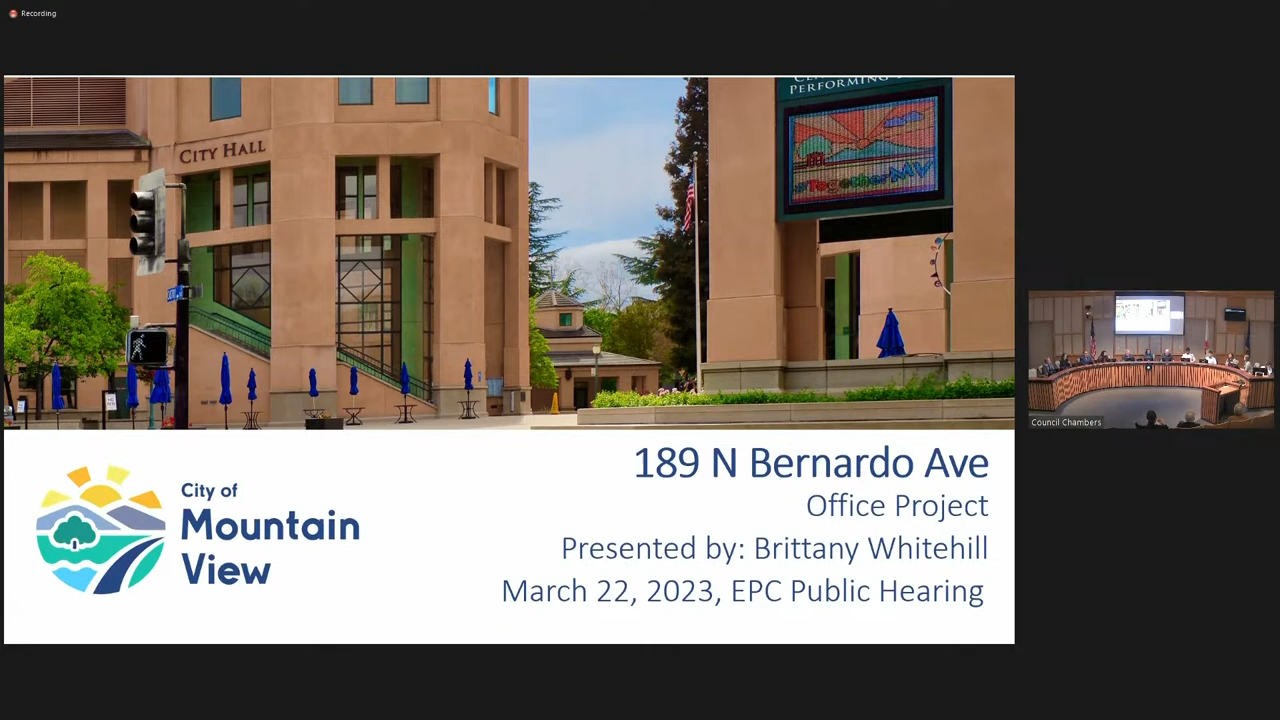 Recording
CITY HALL
PERFORMING
#TogetherMV
Council Chambers
189 N Bernardo Ave
Office Project
Presented by: Brittany Whitehill
March 22, 2023, EPC Public Hearing
City of
Mountain
View